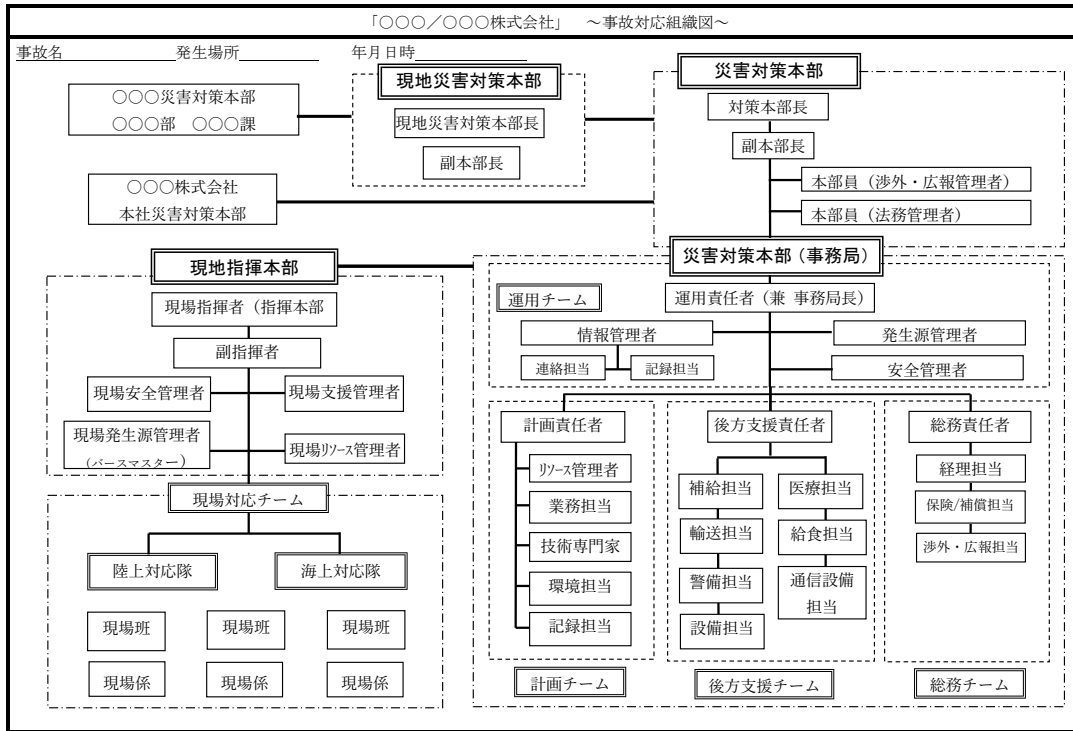 「○○○／○○○株式会社」　～事故対応組織図～
事故名　発生場所　年月日時
現地災害対策本部
災害対策本部
○○○災害対策本部
○○○部　○○○課
現地災害対策本部長
副本部長
対策本部長
副本部長
○○○株式会社
本社災害対策本部
本部員（渉外・広報管理者）
本部員（法務管理者）
現地指揮本部
災害対策本部（事務局）
現場指揮者（指揮本部
副指揮者
現場安全管理者
現場支援管理者
現場発生源管理者
（バースマスター）
現場ﾘｿｰｽ管理者
運用チーム
運用責任者（兼 事務局長）
情報管理者
発生源管理者
連絡担当
記録担当
安全管理者
現場対応チーム
陸上対応隊
海上対応隊
現場班
現場班
現場班
現場係
現場係
現場係
計画責任者
ﾘｿｰｽ管理者
業務担当
技術専門家
環境担当
記録担当
計画チーム
後方支援責任者
補給担当
医療担当
輸送担当
給食担当
警備担当
通信設備
担当
設備担当
後方支援チーム
総務責任者
経理担当
保険/補償担当
渉外・広報担当
総務チーム